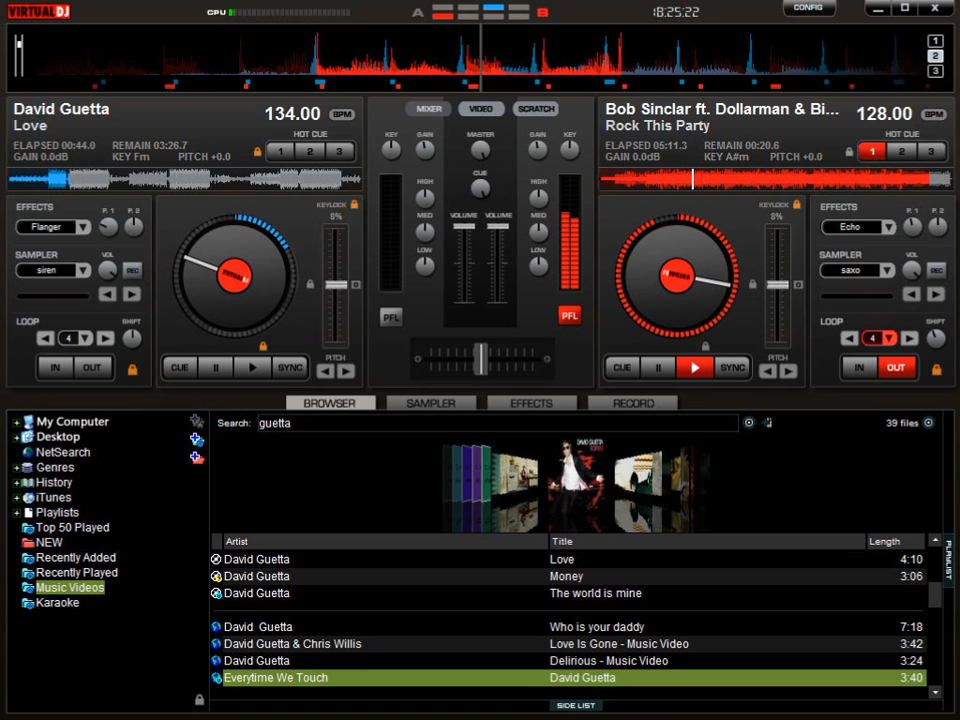 VIRTUAL DJ
CPU
A
B
18:25:22
CONFIG
X
1
2
3
David Guetta
Love
134.00 BPM
HOT CUE
ELAPSED 00:44.0 REMAIN 03:26.7
GAIN 0.0dB KEY Fm PITCH +0.0
1 2 3
MIXER VIDEO SCRATCH
KEY GAIN MASTER GAIN KEY
CUE
HIGH HIGH
MED VOLUME VOLUME MED
LOW LOW
PFL PFL
Bob Sinclar ft. Dollarman & Bi...
Rock This Party
128.00 BPM
HOT CUE
ELAPSED 05:11.3 REMAIN 00:20.6
GAIN 0.0dB KEY A#m PITCH +0.0
1 2 3
EFFECTS P. 1 P. 2
Flanger
SAMPLER VOL
siren REC
LOOP SHIFT
4
IN OUT
KEYLOCK
8%
VIRTUAL DJ
CUE SYNC
PITCH
KEYLOCK
8%
CUE SYNC
PITCH
EFFECTS P. 1 P. 2
Echo
SAMPLER VOL
saxo REC
LOOP SHIFT
4
IN OUT
BROWSER SAMPLER EFFECTS RECORD
My Computer
Desktop
NetSearch
Genres
History
iTunes
Playlists
Top 50 Played
NEW
Recently Added
Recently Played
Music Videos
Karaoke
Search: guetta
39 files
DAVID GUETTA
Artist Title Length
David Guetta Love 4:10
David Guetta Money 3:06
David Guetta The world is mine
David Guetta Who is your daddy 7:18
David Guetta & Chris Willis Love Is Gone - Music Video 3:42
David Guetta Delirious - Music Video 3:24
Everytime We Touch David Guetta 3:40
PLAYLIST
SIDE LIST